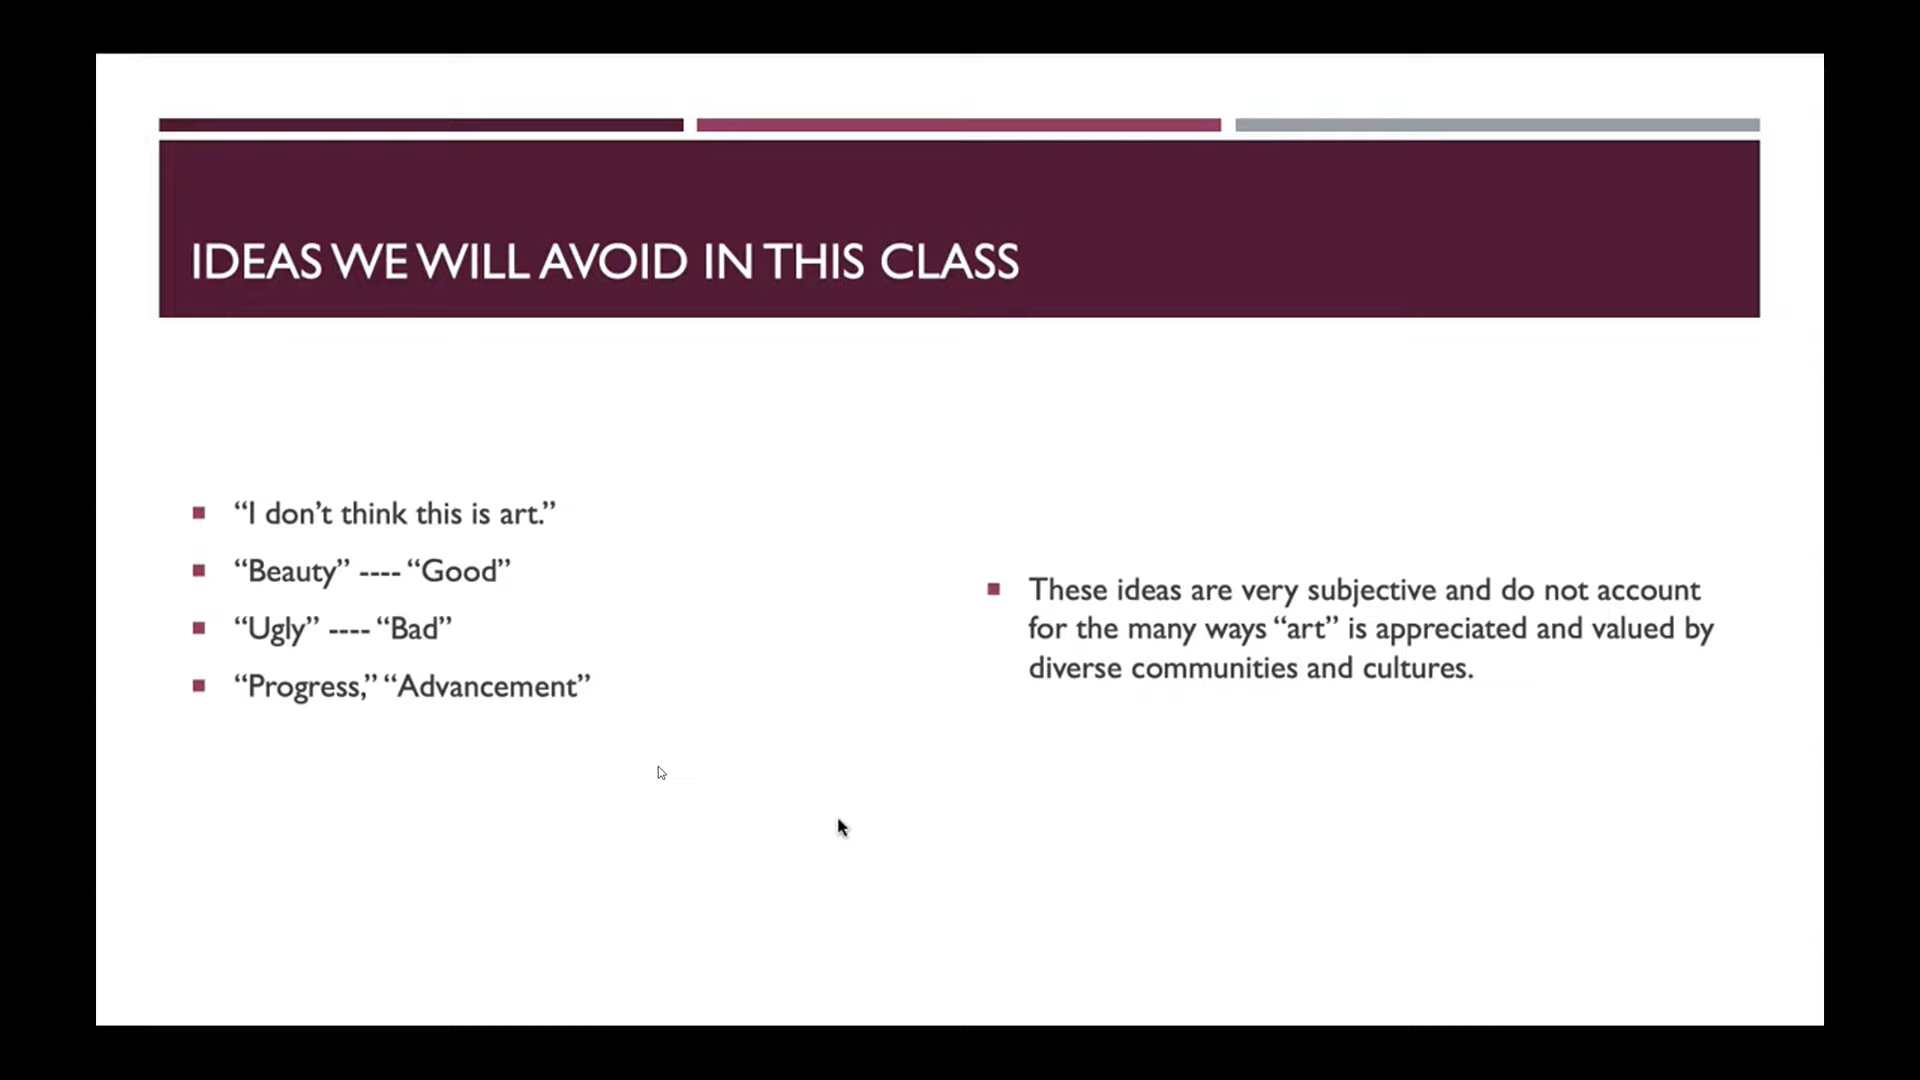 IDEAS WE WILL AVOID IN THIS CLASS
“I don’t think this is art.”
“Beauty” ---- “Good”
“Ugly” ---- “Bad”
“Progress,” “Advancement”
These ideas are very subjective and do not account
for the many ways “art” is appreciated and valued by
diverse communities and cultures.